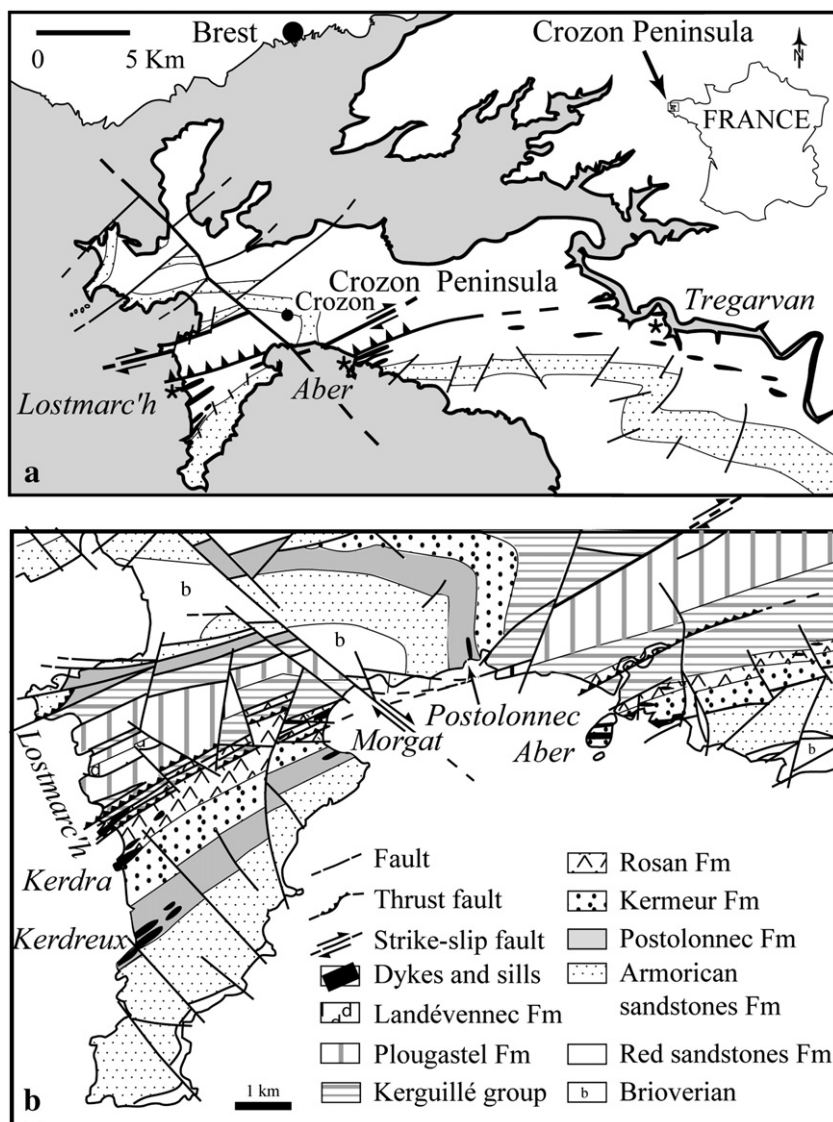 Brest
0 5 Km
Crozon Peninsula
N
FRANCE
Crozon Peninsula
Crozon
Tregarvan
*
*
*
Lostmarc'h
Aber
a
b
b
Postolonnec
Morgat
Aber
b
d
Lostmarc'h
Kerdra
Kerdreux
Fault
Thrust fault
Strike-slip fault
Dykes and sills
d d Landévennec Fm
Plougastel Fm
Kerguillé group
Rosan Fm
Kermeur Fm
Postolonnec Fm
Armorican
sandstones Fm
Red sandstones Fm
b Brioverian
b
1 km